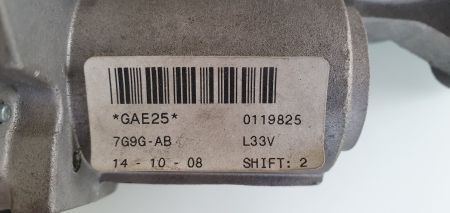 *GAE25* 0119825
7G9G-AB L33V
14 - 10 - 08 SHIFT: 2